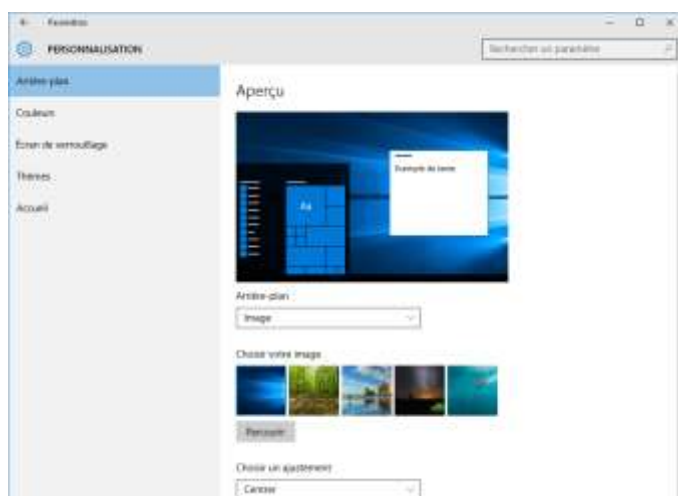 Paramètres
PERSONNALISATION
Rechercher un paramètre
Arrière-plan
Couleurs
Écran de verrouillage
Thèmes
Accueil
Aperçu
Exemple de texte
Aa
Arrière-plan
Image
Choisir votre image
Parcourir
Choisir un ajustement
Centrer